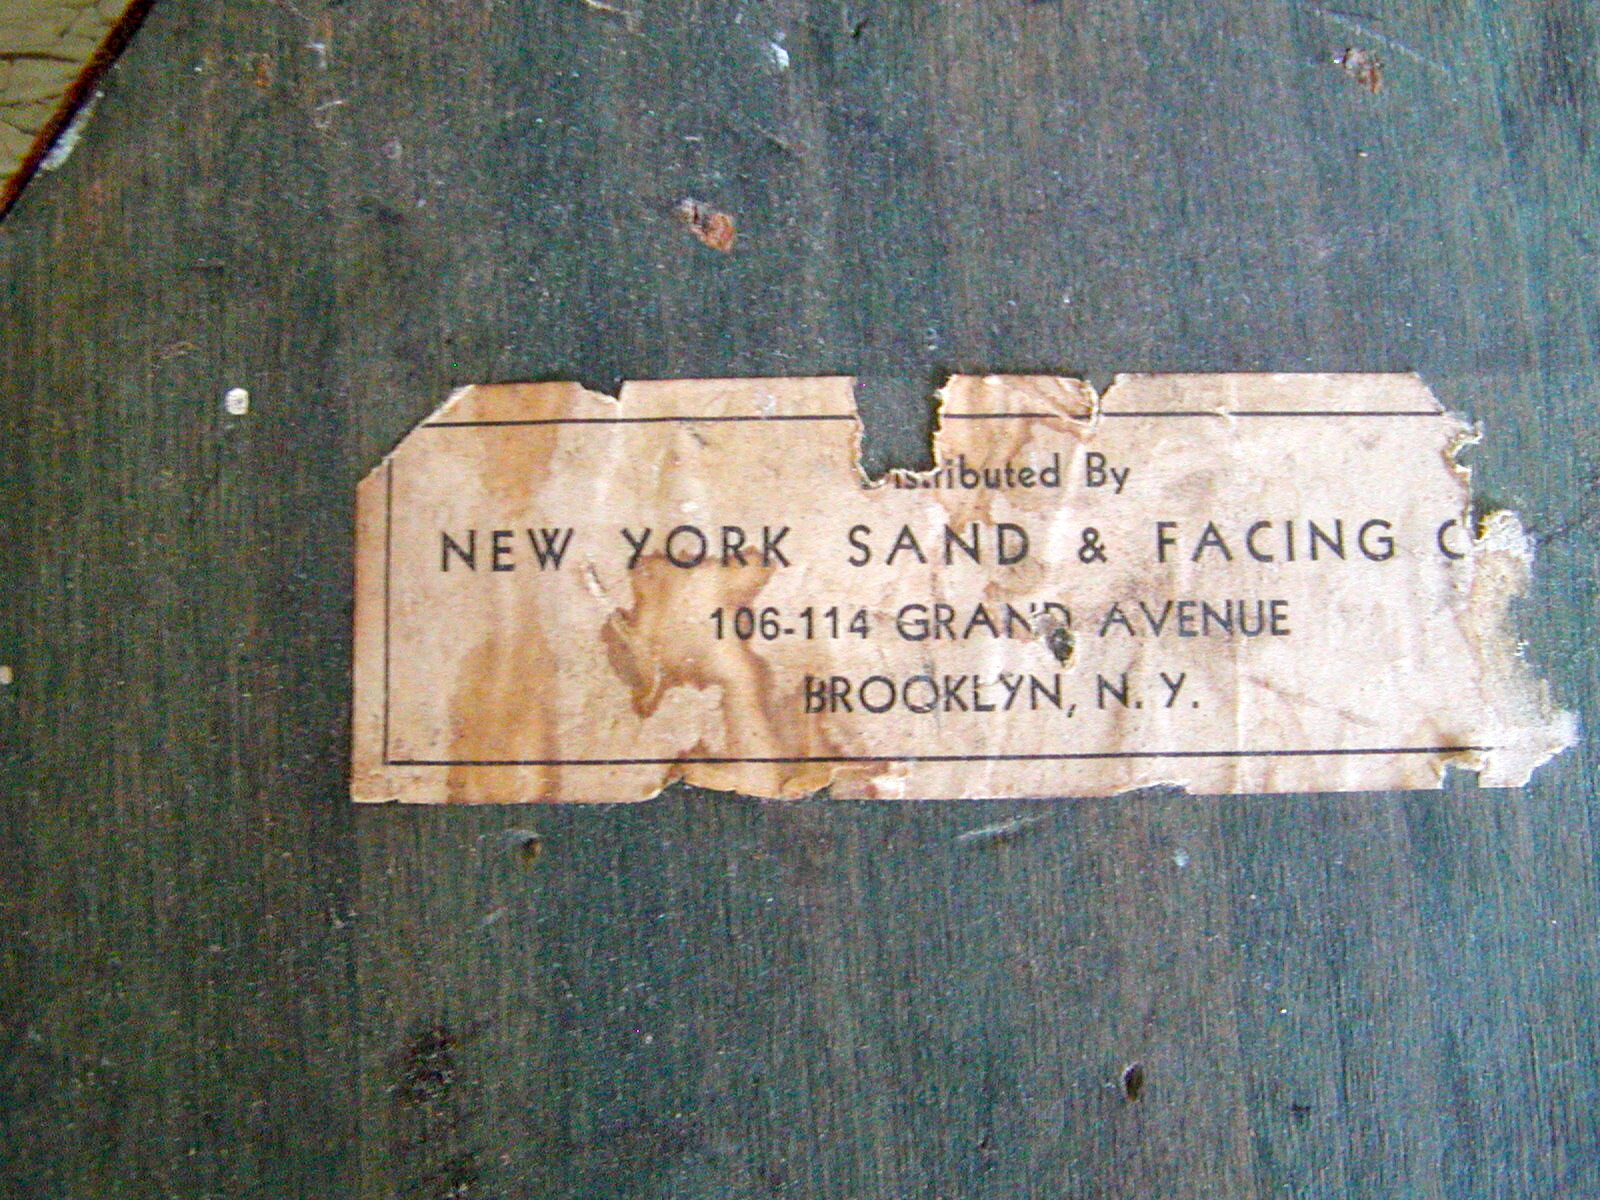 Distributed By
NEW YORK SAND & FACING C
106-114 GRAND AVENUE
BROOKLYN, N.Y.